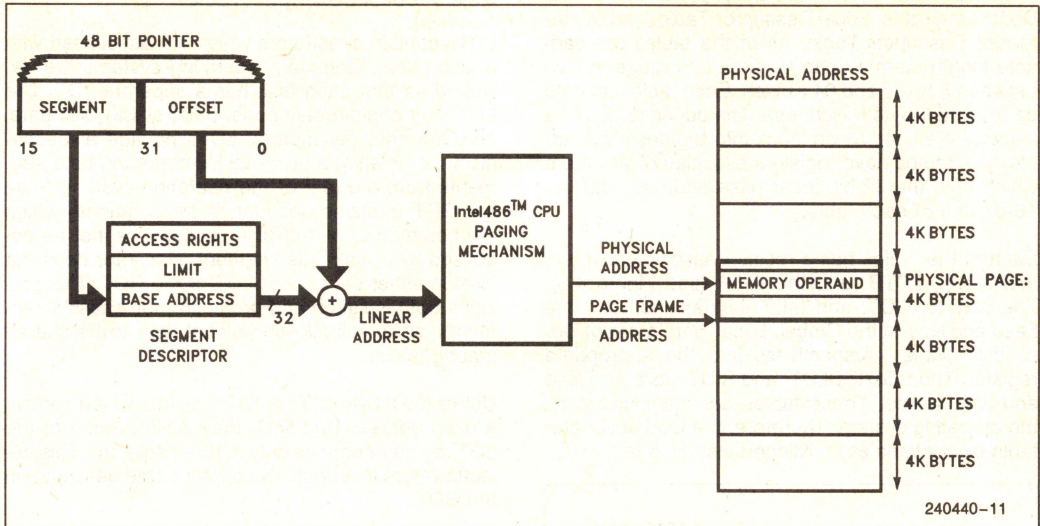 48 BIT POINTER
SEGMENT
OFFSET
15 31 0
ACCESS RIGHTS
LIMIT
BASE ADDRESS
SEGMENT
DESCRIPTOR
32
+
LINEAR
ADDRESS
Intel486™ CPU
PAGING
MECHANISM
PHYSICAL
ADDRESS
PAGE FRAME
ADDRESS
PHYSICAL ADDRESS
4K BYTES
4K BYTES
4K BYTES
MEMORY OPERAND
PHYSICAL PAGE:
4K BYTES
4K BYTES
4K BYTES
4K BYTES
240440-11